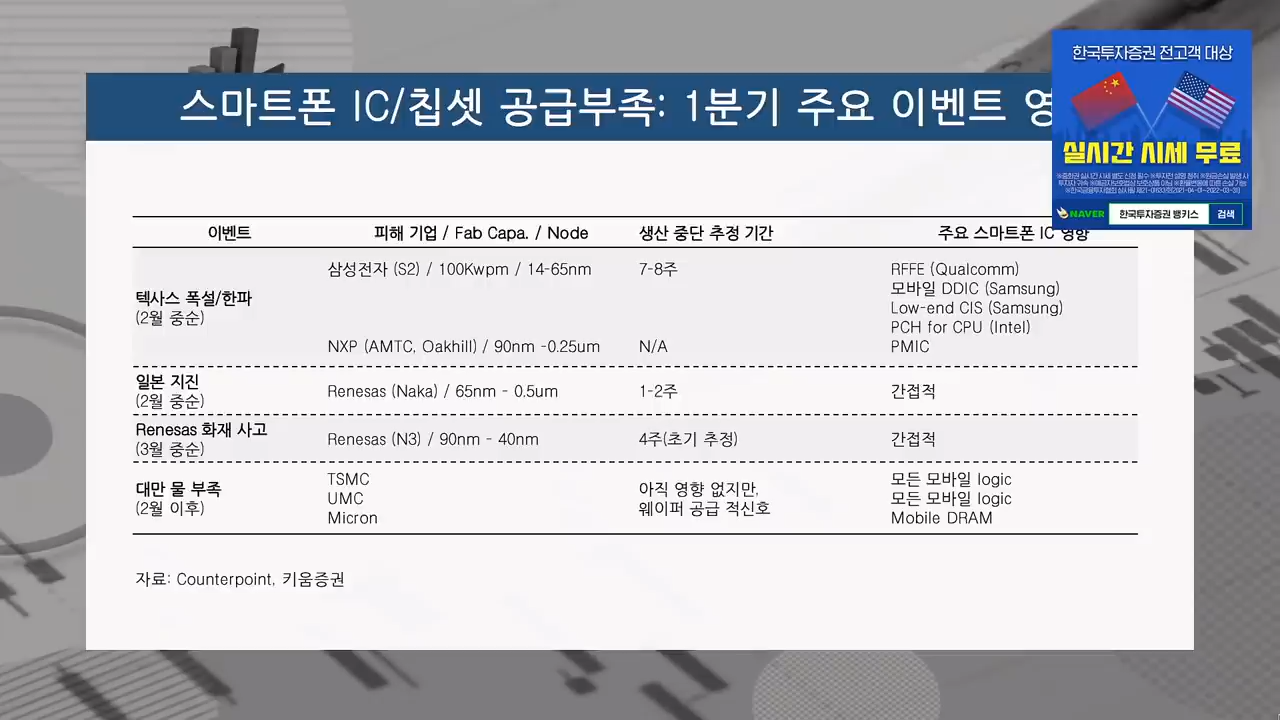 스마트폰 IC/칩셋 공급부족: 1분기 주요 이벤트
한국투자증권 전고객 대상
실시간 시세 무료
NAVER 한국투자증권 뱅키스 검색
이벤트 피해 기업 / Fab Capa. / Node 생산 중단 추정 기간 주요 스마트폰 IC 영향
텍사스 폭설/한파
(2월 중순)
삼성전자 (S2) / 100Kwpm / 14-65nm 7-8주 RFFE (Qualcomm)
모바일 DDIC (Samsung)
Low-end CIS (Samsung)
PCH for CPU (Intel)
NXP (AMTC, Oakhill) / 90nm -0.25um N/A PMIC
일본 지진
(2월 중순)
Renesas (Naka) / 65nm - 0.5um 1-2주 간접적
Renesas 화재 사고
(3월 중순)
Renesas (N3) / 90nm - 40nm 4주(초기 추정) 간접적
대만 물 부족
(2월 이후)
TSMC
UMC
Micron
아직 영향 없지만,
웨이퍼 공급 적신호
모든 모바일 logic
모든 모바일 logic
Mobile DRAM
자료: Counterpoint, 키움증권